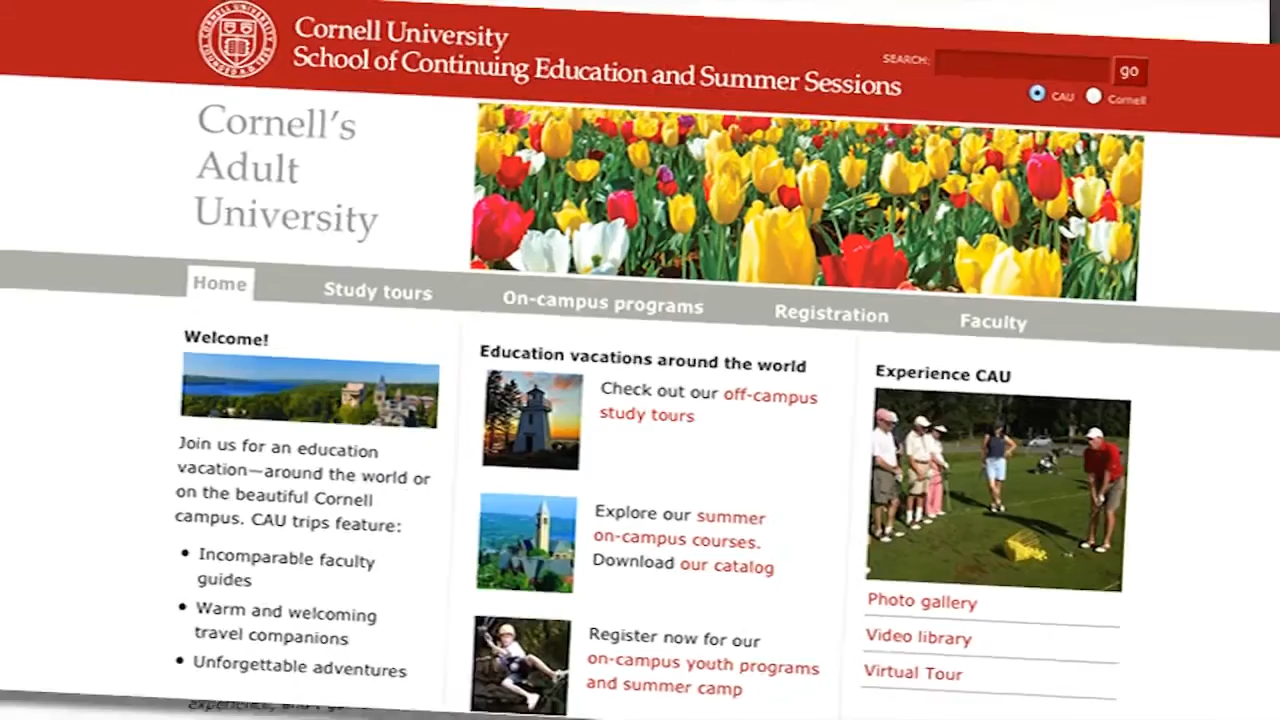 Cornell University
School of Continuing Education and Summer Sessions
SEARCH:
go
CAU
Cornell
Cornell's
Adult
University
Home
Study tours
On-campus programs
Registration
Faculty
Welcome!
Join us for an education
vacation—around the world or
on the beautiful Cornell
campus. CAU trips feature:
• Incomparable faculty
guides
• Warm and welcoming
travel companions
• Unforgettable adventures
Education vacations around the world
Check out our off-campus
study tours
Explore our summer
on-campus courses.
Download our catalog
Register now for our
on-campus youth programs
and summer camp
Experience CAU
Photo gallery
Video library
Virtual Tour